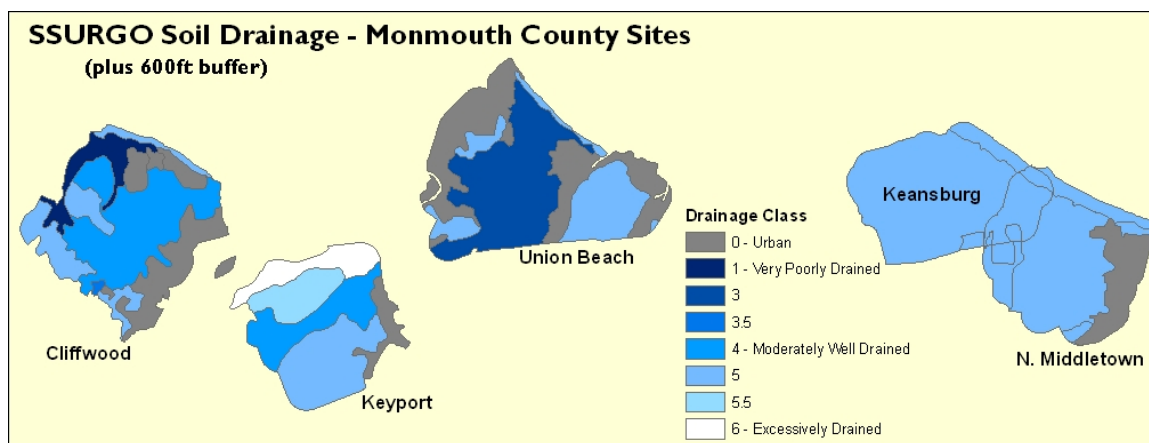 SSURGO Soil Drainage - Monmouth County Sites
(plus 600ft buffer)
Cliffwood
Keyport
Union Beach
Drainage Class
0 - Urban
1 - Very Poorly Drained
3
3.5
4 - Moderately Well Drained
5
5.5
6 - Excessively Drained
Keansburg
N. Middletown